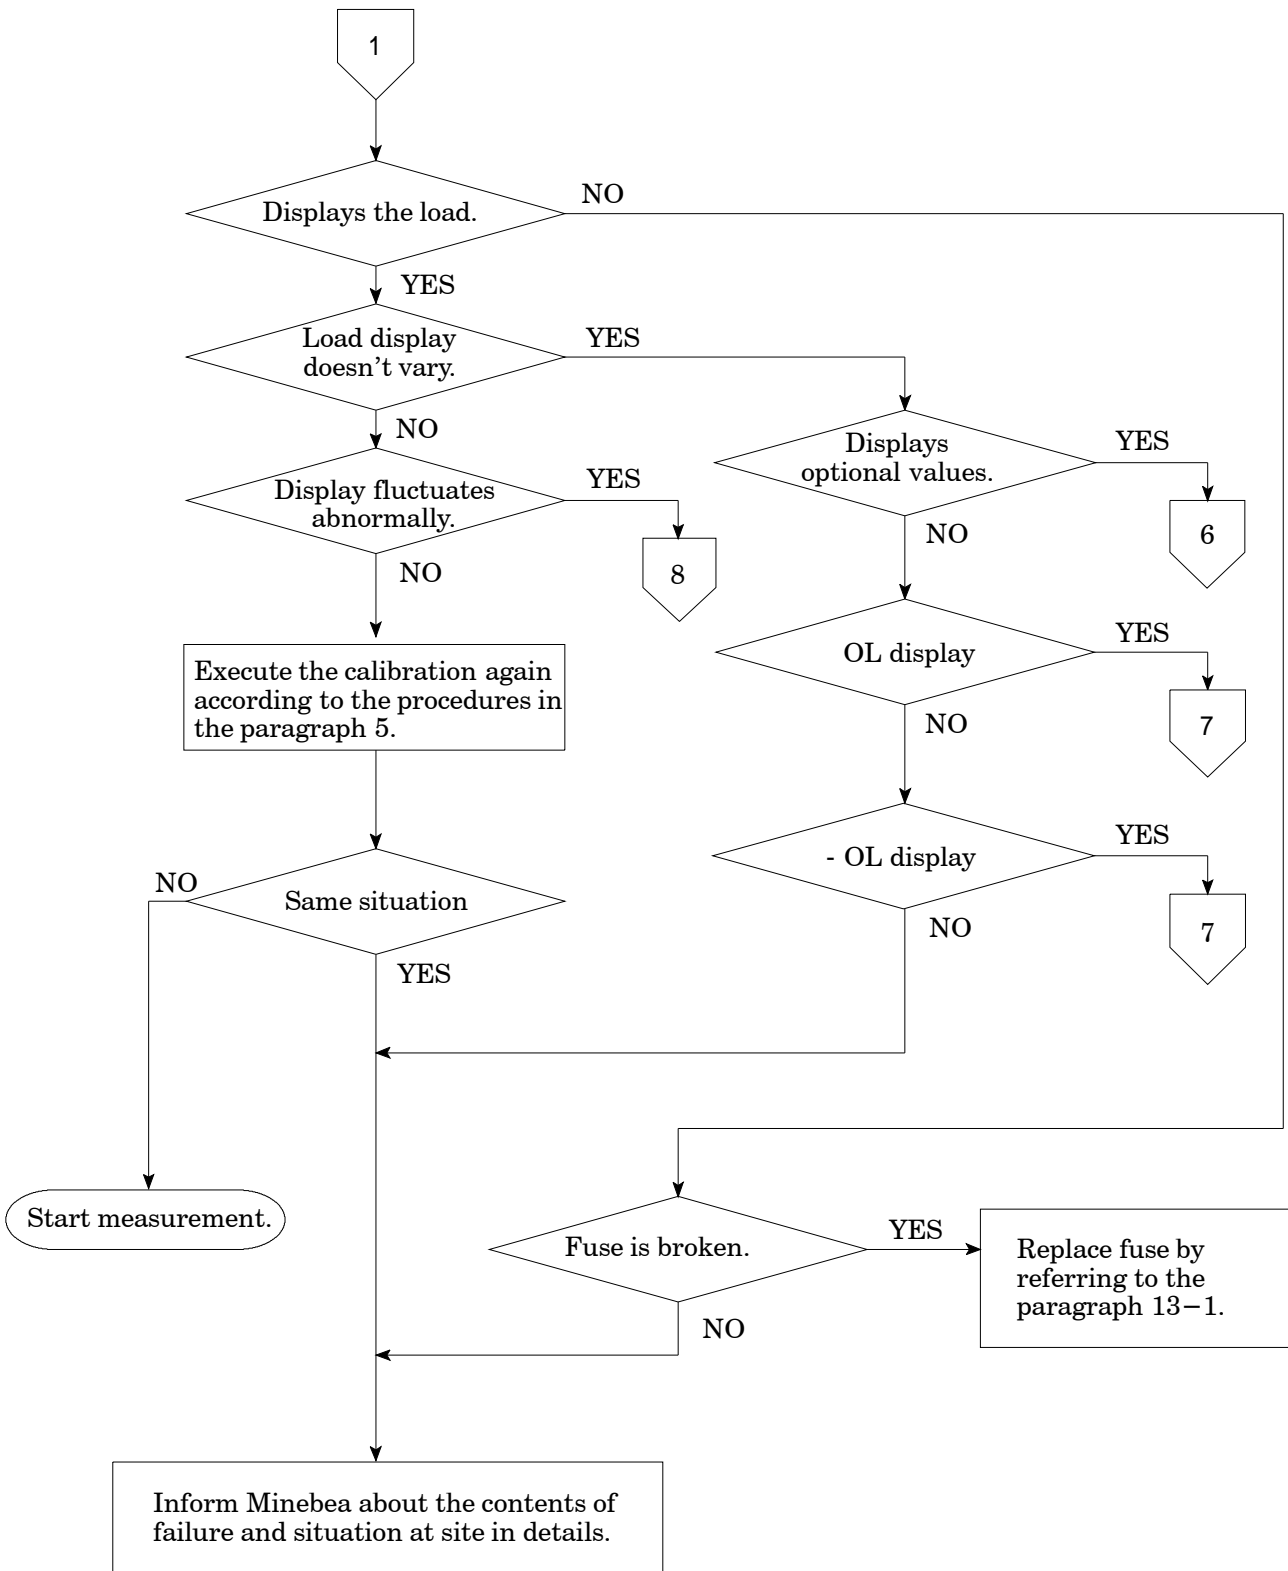 1
Displays the load.
NO
YES
Load display
doesn't vary.
YES
NO
Displays
optional values.
YES
6
NO
Display fluctuates
abnormally.
YES
8
NO
OL display
YES
7
NO
Execute the calibration again
according to the procedures in
the paragraph 5.
- OL display
YES
7
NO
Same situation
NO
YES
Start measurement.
Fuse is broken.
YES
NO
Replace fuse by
referring to the
paragraph 13−1.
Inform Minebea about the contents of
failure and situation at site in details.